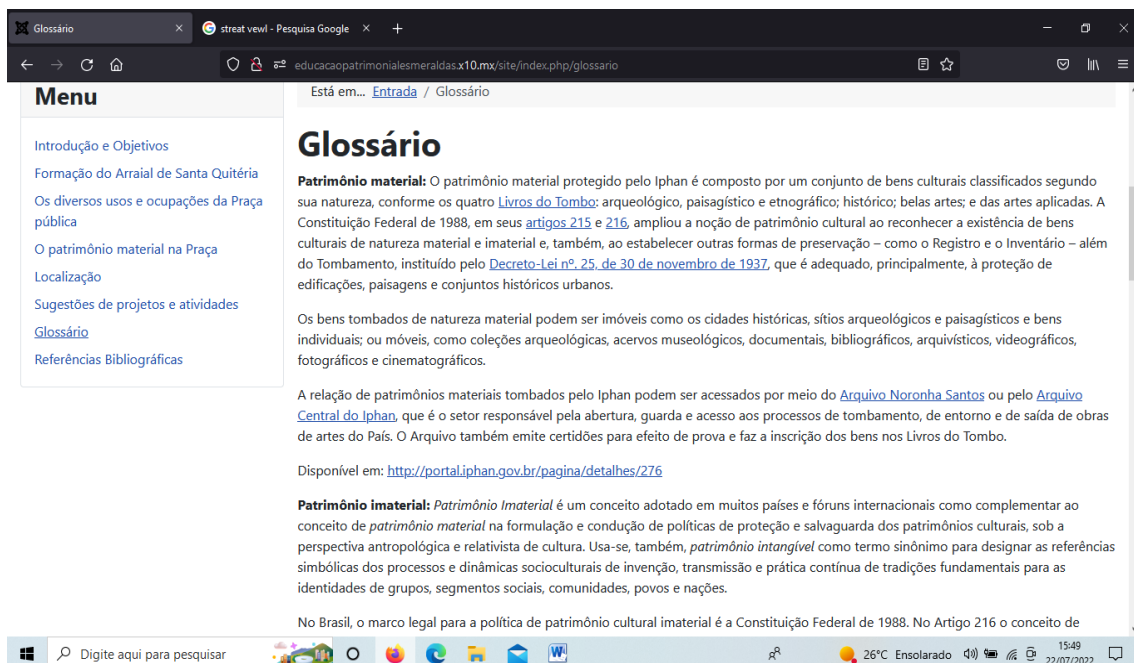 Glossário
streat vewl - Pesquisa Google
educacaopatrimonialesmeraldas.x10.mx/site/index.php/glossario
Menu
Introdução e Objetivos
Formação do Arraial de Santa Quitéria
Os diversos usos e ocupações da Praça
pública
O patrimônio material na Praça
Localização
Sugestões de projetos e atividades
Glossário
Referências Bibliográficas
Está em... Entrada / Glossário
Glossário
Patrimônio material: O patrimônio material protegido pelo Iphan é composto por um conjunto de bens culturais classificados segundo
sua natureza, conforme os quatro Livros do Tombo: arqueológico, paisagístico e etnográfico; histórico; belas artes; e das artes aplicadas. A
Constituição Federal de 1988, em seus artigos 215 e 216, ampliou a noção de patrimônio cultural ao reconhecer a existência de bens
culturais de natureza material e imaterial e, também, ao estabelecer outras formas de preservação – como o Registro e o Inventário – além
do Tombamento, instituído pelo Decreto-Lei nº. 25, de 30 de novembro de 1937, que é adequado, principalmente, à proteção de
edificações, paisagens e conjuntos históricos urbanos.
Os bens tombados de natureza material podem ser imóveis como os cidades históricas, sítios arqueológicos e paisagísticos e bens
individuais; ou móveis, como coleções arqueológicas, acervos museológicos, documentais, bibliográficos, arquivísticos, videográficos,
fotográficos e cinematográficos.
A relação de patrimônios materiais tombados pelo Iphan podem ser acessados por meio do Arquivo Noronha Santos ou pelo Arquivo
Central do Iphan, que é o setor responsável pela abertura, guarda e acesso aos processos de tombamento, de entorno e de saída de obras
de artes do País. O Arquivo também emite certidões para efeito de prova e faz a inscrição dos bens nos Livros do Tombo.
Disponível em: http://portal.iphan.gov.br/pagina/detalhes/276
Patrimônio imaterial: Patrimônio Imaterial é um conceito adotado em muitos países e fóruns internacionais como complementar ao
conceito de patrimônio material na formulação e condução de políticas de proteção e salvaguarda dos patrimônios culturais, sob a
perspectiva antropológica e relativista de cultura. Usa-se, também, patrimônio intangível como termo sinônimo para designar as referências
simbólicas dos processos e dinâmicas socioculturais de invenção, transmissão e prática contínua de tradições fundamentais para as
identidades de grupos, segmentos sociais, comunidades, povos e nações.
No Brasil, o marco legal para a política de patrimônio cultural imaterial é a Constituição Federal de 1988. No Artigo 216 o conceito de
Digite aqui para pesquisar
26°C Ensolarado
15:49
22/07/2022